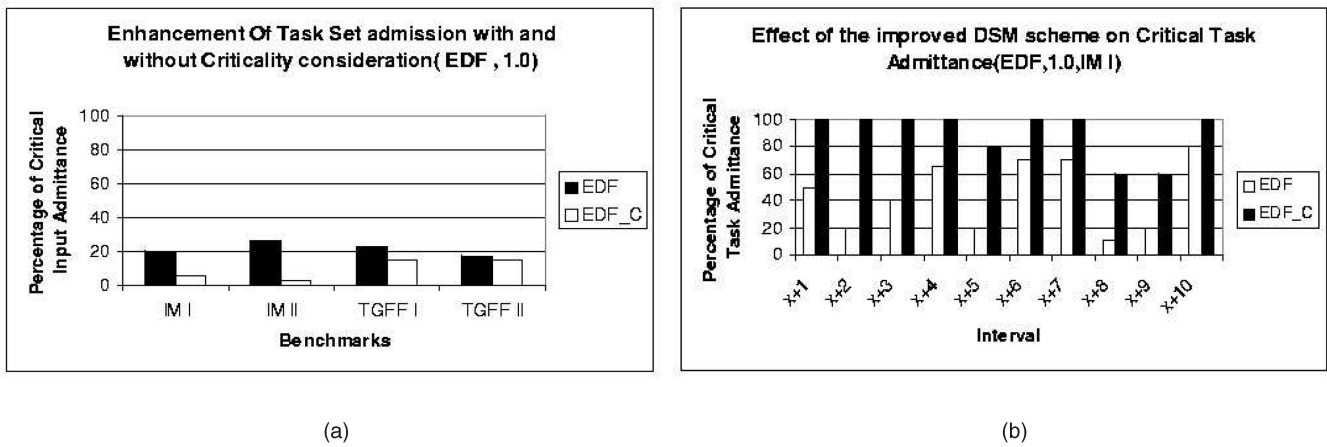 Enhancement Of Task Set admission with and
without Criticality consideration( EDF , 1.0)
Percentage of Critical
Input Admittance
100
80
60
40
20
0
IM I
IM II
TGFF I
TGFF II
Benchmarks
EDF
EDF_C
(a)
Effect of the improved DSM scheme on Critical Task
Admittance(EDF,1.0,IM I)
Percentage of Critical
Task Admittance
100
80
60
40
20
0
X+1
X+2
X+3
X+4
X+5
X+6
X+7
X+8
X+9
X+10
Interval
EDF
EDF_C
(b)